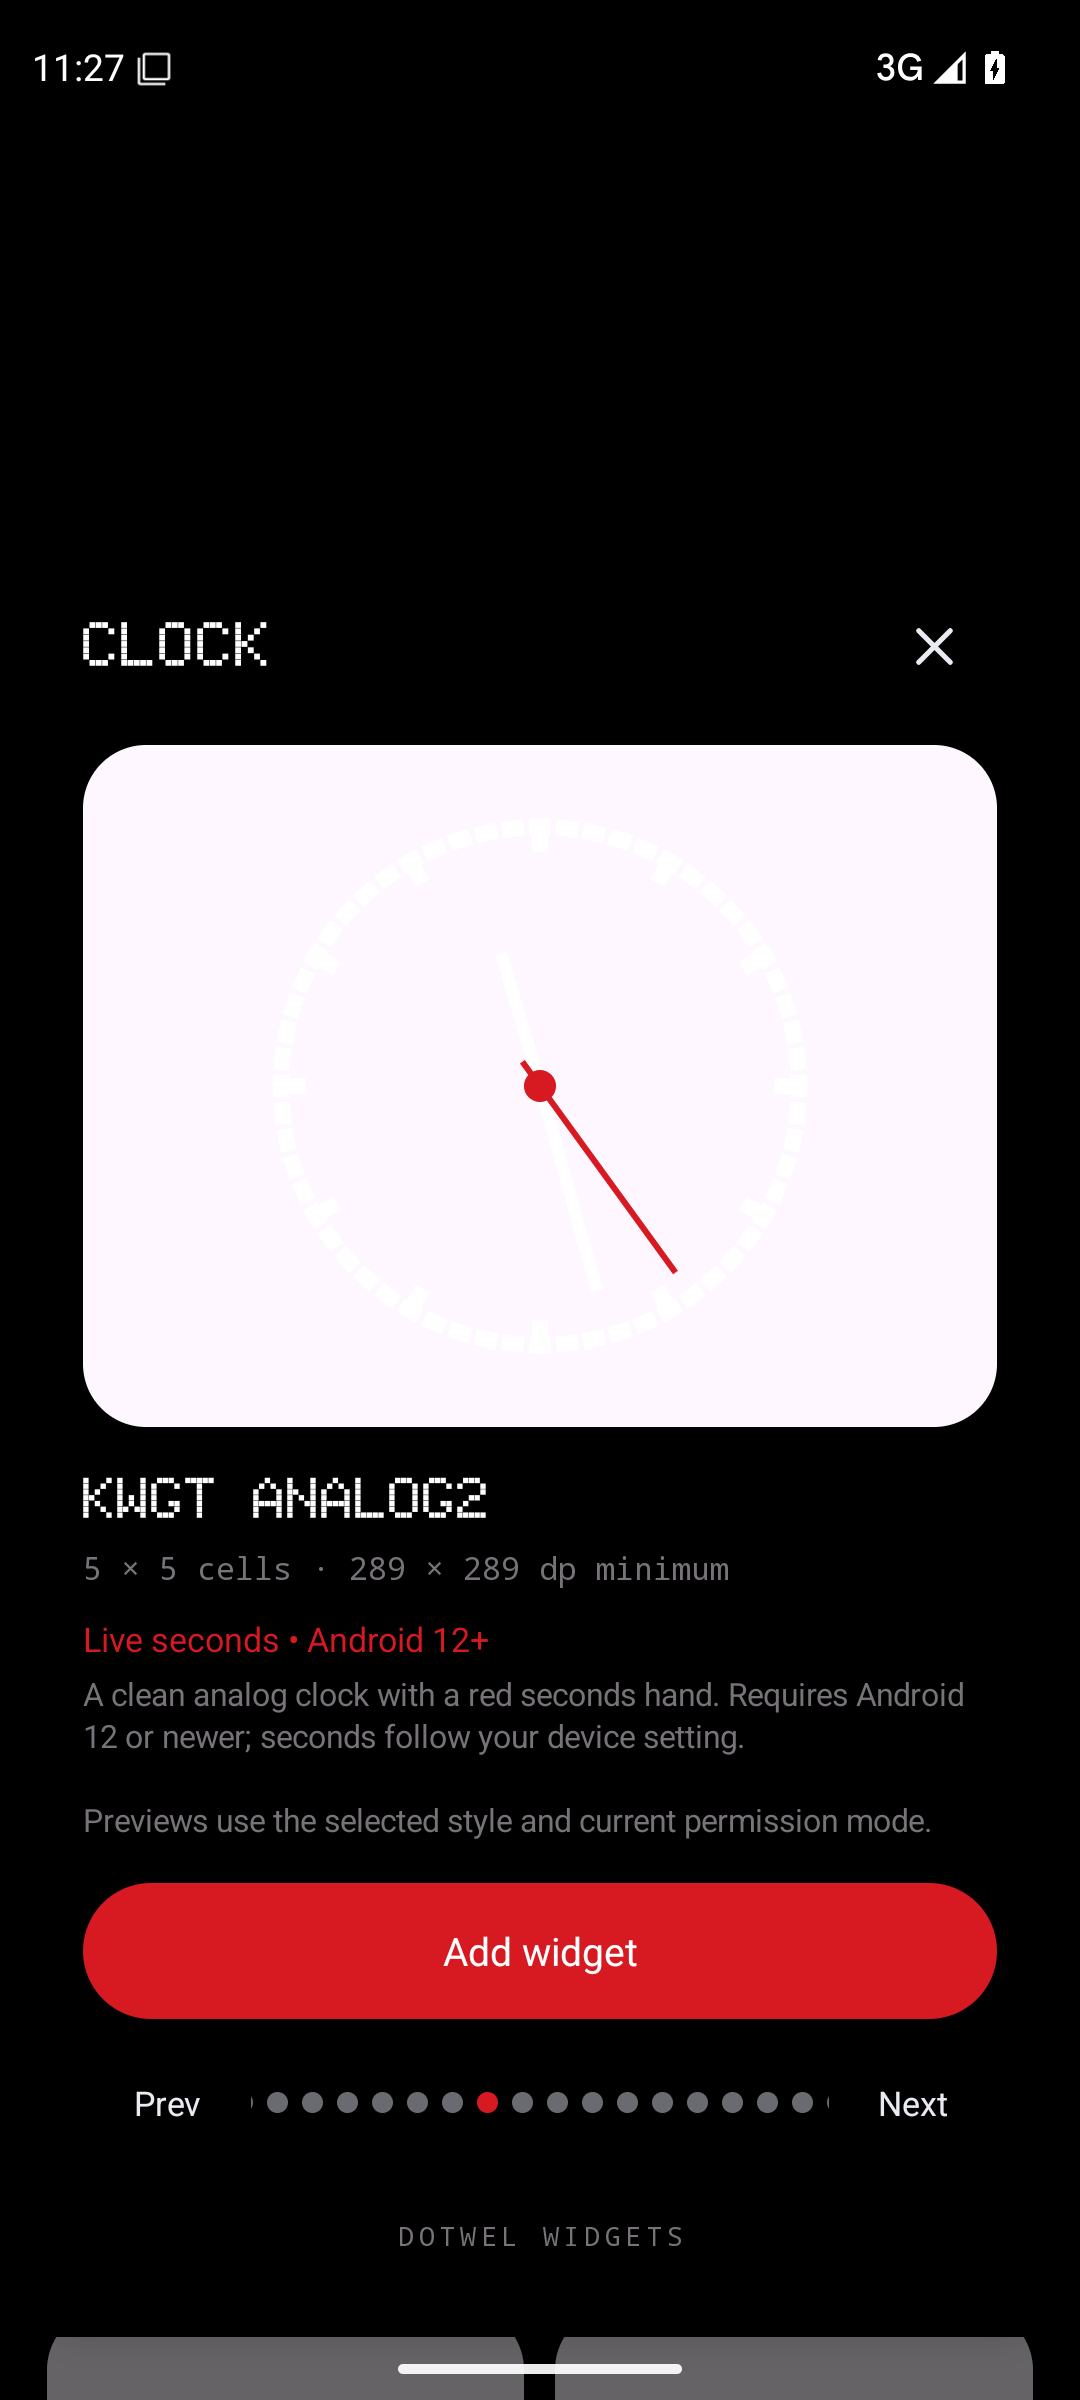 11:27
3G
CLOCK
KWGT ANALOG2
5 × 5 cells · 289 × 289 dp minimum
Live seconds • Android 12+
A clean analog clock with a red seconds hand. Requires Android
12 or newer; seconds follow your device setting.
Previews use the selected style and current permission mode.
Add widget
Prev
Next
DOTWEL WIDGETS